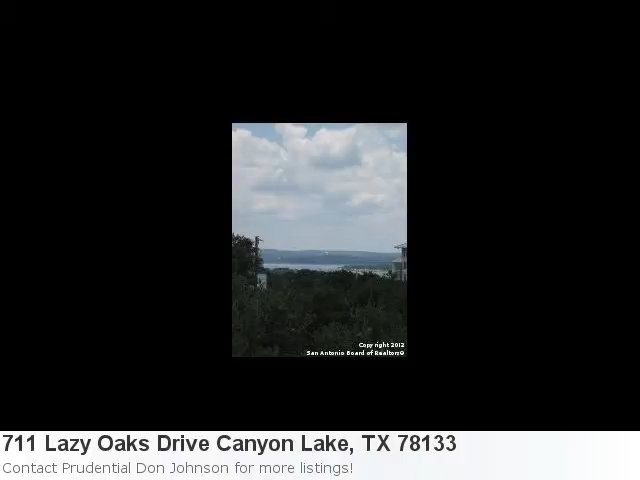 Copyright 2012
San Antonio Board of Realtors®
711 Lazy Oaks Drive Canyon Lake, TX 78133
Contact Prudential Don Johnson for more listings!